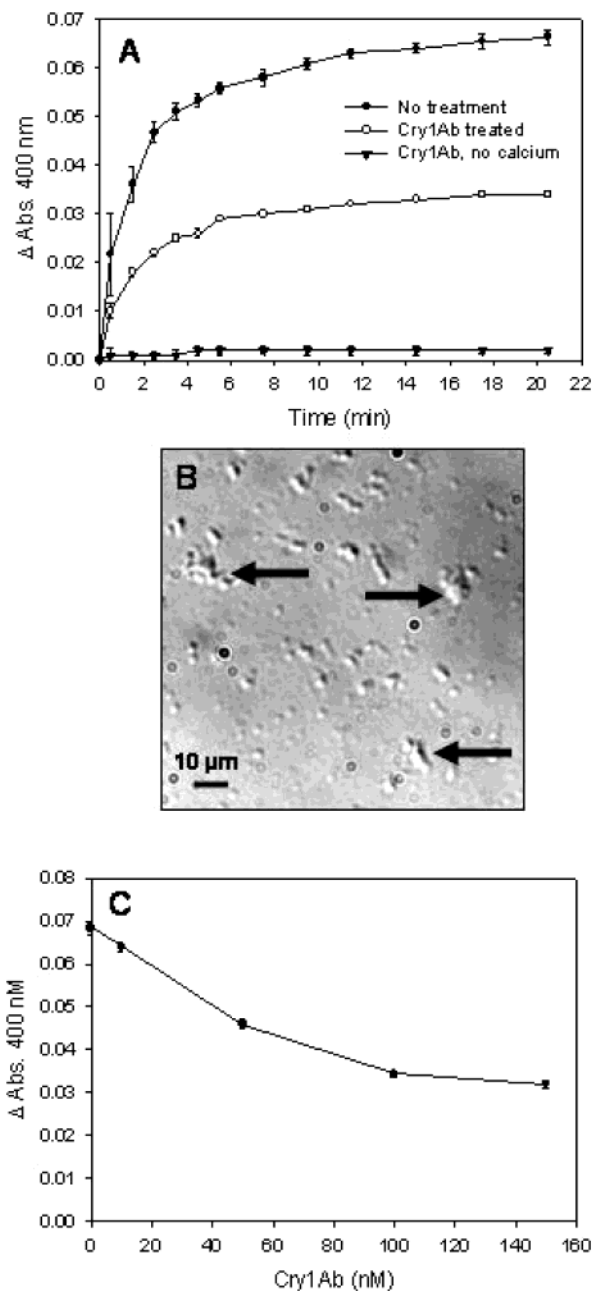 0.07
A
0.06
0.05
0.04
0.03
0.02
0.01
0.00
Δ Abs. 400 nm
No treatment
Cry1Ab treated
Cry1Ab, no calcium
0 2 4 6 8 10 12 14 16 18 20 22
Time (min)
B
10 µm
0.08
C
0.07
0.06
0.05
0.04
0.03
0.02
0.01
0.00
Δ Abs. 400 nM
0 20 40 60 80 100 120 140 160
Cry1Ab (nM)